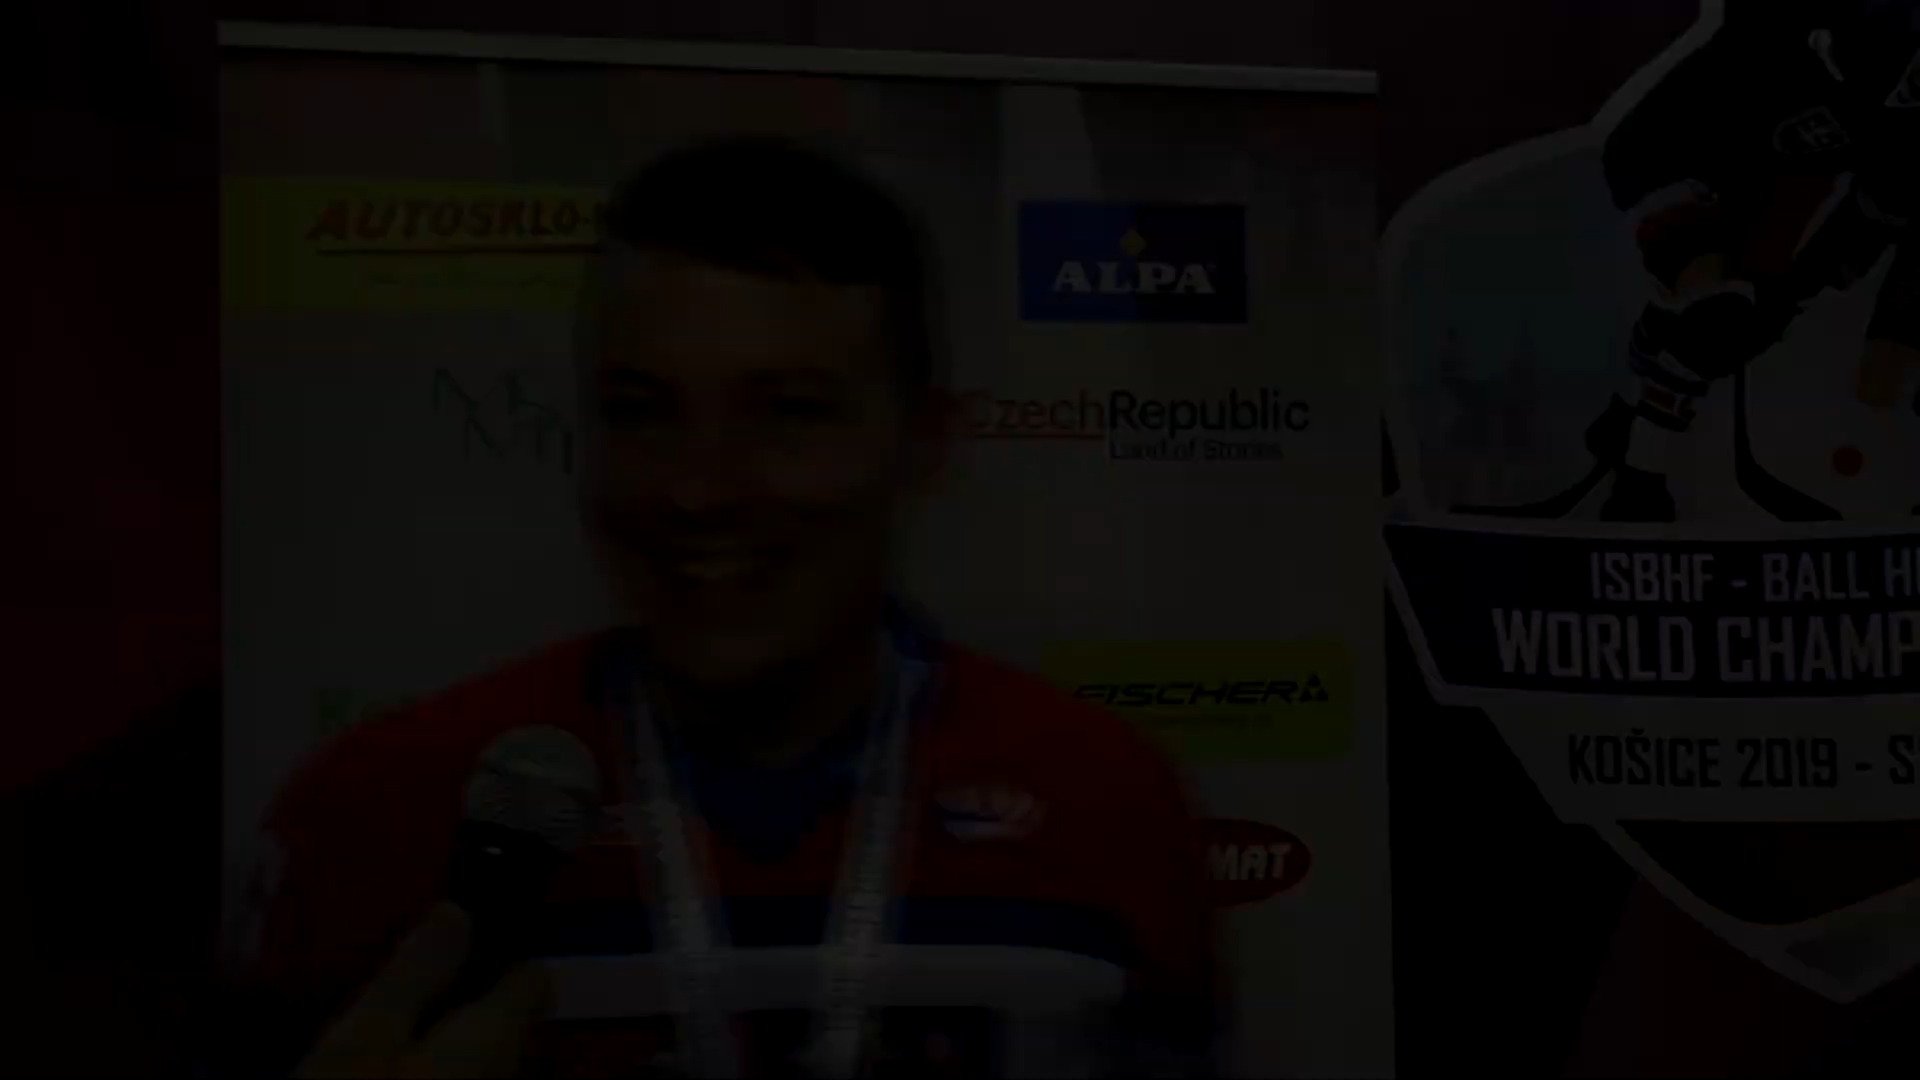 AUTOSKLO-
ALPA
CzechRepublic
Land of Stories
FISCHER
MAT
ISBHF - BALL H
WORLD CHAMP
KOŠICE 2019 - S